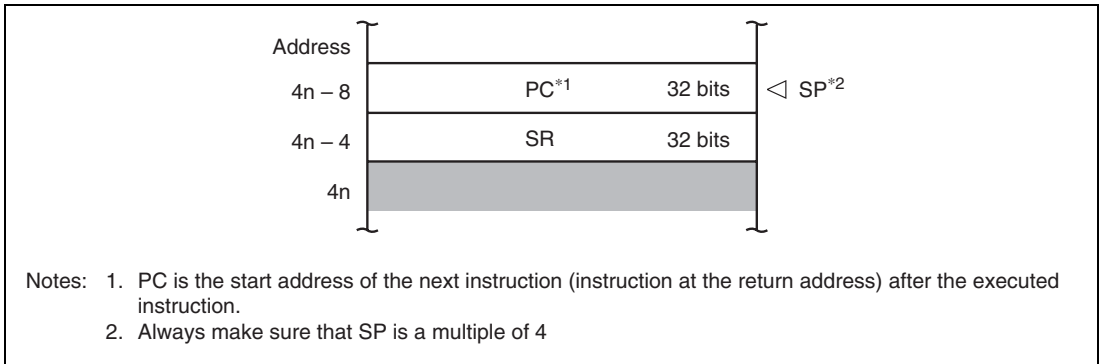 Address
4n – 8 PC*1 32 bits ◁ SP*2
4n – 4 SR 32 bits
4n
Notes: 1. PC is the start address of the next instruction (instruction at the return address) after the executed
instruction.
2. Always make sure that SP is a multiple of 4